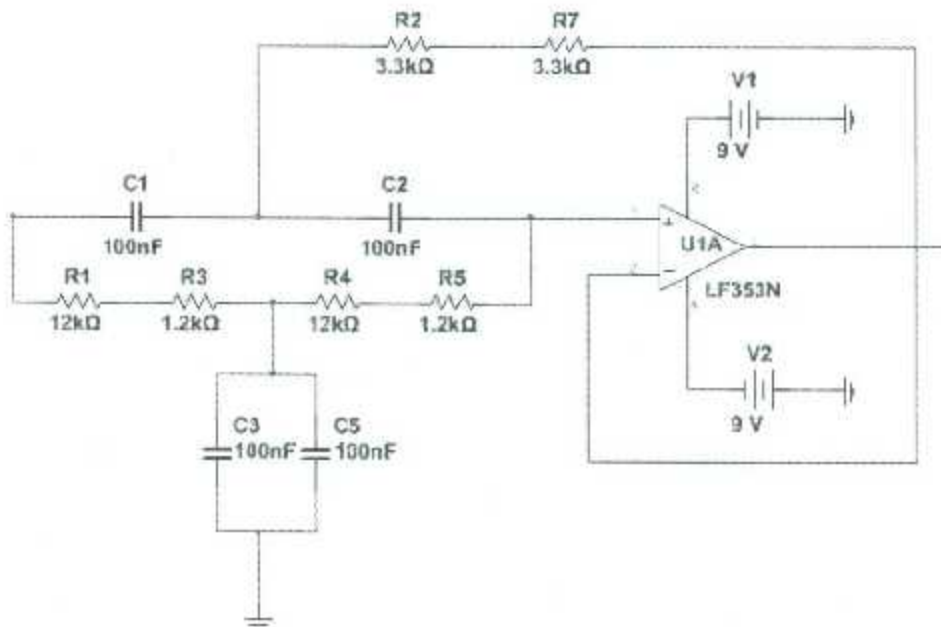 R2 R7
3.3kΩ 3.3kΩ
V1
9 V
C1 C2
100nF 100nF
+
U1A
R1 R3 R4 R5
−
LF353N
12kΩ 1.2kΩ 12kΩ 1.2kΩ
V2
9 V
C3 C5
100nF 100nF